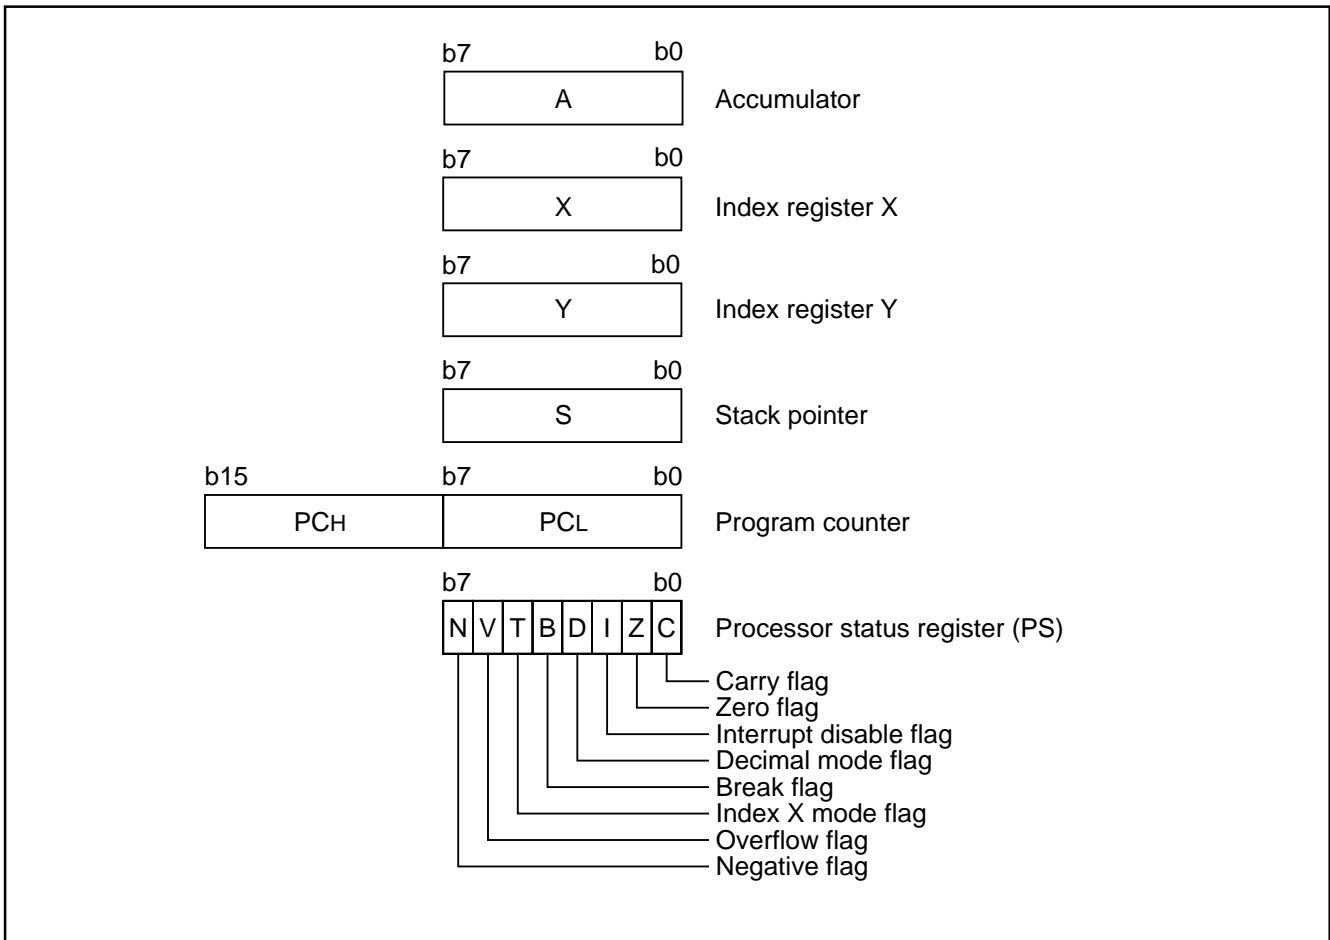 b7 b0
A Accumulator
b7 b0
X Index register X
b7 b0
Y Index register Y
b7 b0
S Stack pointer
b15 b7 b0
PCH PCL Program counter
b7 b0
N V T B D I Z C Processor status register (PS)
Carry flag
Zero flag
Interrupt disable flag
Decimal mode flag
Break flag
Index X mode flag
Overflow flag
Negative flag